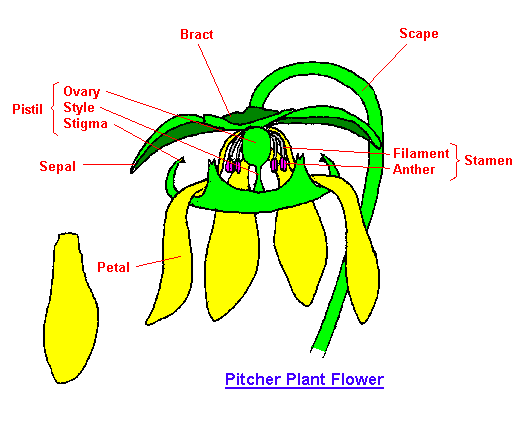 Bract
Scape
Pistil
Ovary
Style
Stigma
Sepal
Filament
Anther
Stamen
Petal
Pitcher Plant Flower